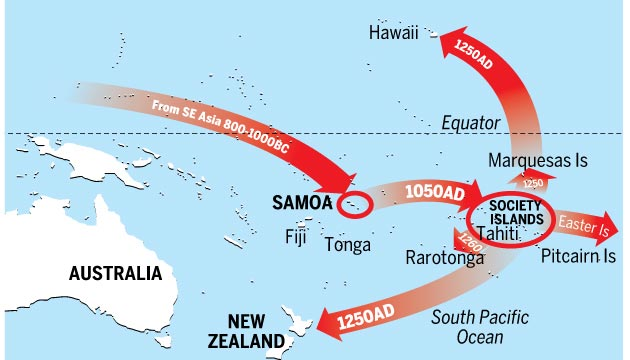 Hawaii
1250AD
From SE Asia 800-1000BC
Equator
Marquesas Is
1250
SAMOA
1050AD
SOCIETY
ISLANDS
Tahiti
Easter Is
Fiji
Tonga
1260
Rarotonga
Pitcairn Is
AUSTRALIA
NEW
ZEALAND
1250AD
South Pacific
Ocean